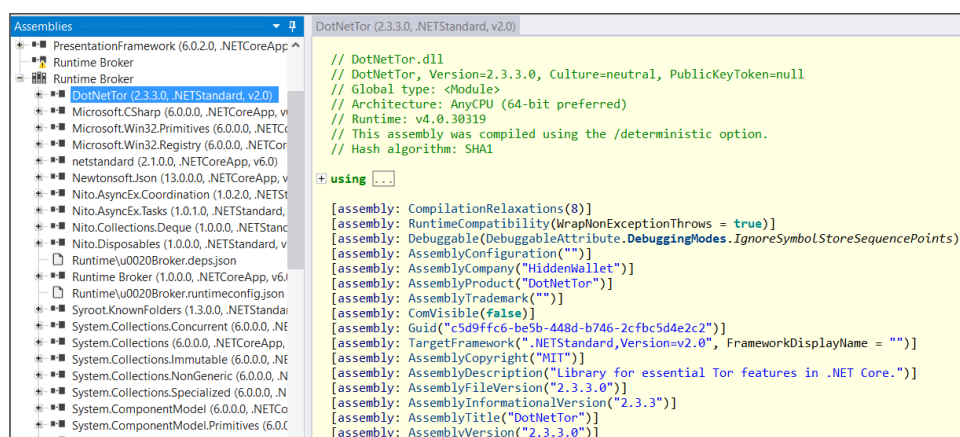 Assemblies
PresentationFramework (6.0.2.0, .NETCoreApp
Runtime Broker
Runtime Broker
DotNetTor (2.3.3.0, .NETStandard, v2.0)
Microsoft.CSharp (6.0.0.0, .NETCoreApp, v
Microsoft.Win32.Primitives (6.0.0.0, .NETCo
Microsoft.Win32.Registry (6.0.0.0, .NETCor
netstandard (2.1.0.0, .NETCoreApp, v6.0)
Newtonsoft.Json (13.0.0.0, .NETCoreApp, v
Nito.AsyncEx.Coordination (1.0.2.0, .NETSt
Nito.AsyncEx.Tasks (1.0.1.0, .NETStandard,
Nito.Collections.Deque (1.0.0.0, .NETStanc
Nito.Disposables (1.0.0.0, .NETStandard, v
Runtime\u0020Broker.deps.json
Runtime Broker (1.0.0.0, .NETCoreApp, v6.
Runtime\u0020Broker.runtimeconfig.json
Syroot.KnownFolders (1.3.0.0, .NETStandar
System.Collections.Concurrent (6.0.0.0, .NE
System.Collections (6.0.0.0, .NETCoreApp,
System.Collections.Immutable (6.0.0.0, .NE
System.Collections.NonGeneric (6.0.0.0, .N
System.Collections.Specialized (6.0.0.0, .N
System.ComponentModel (6.0.0.0, .NETCo
System.ComponentModel.Primitives (6.0.0
DotNetTor (2.3.3.0, .NETStandard, v2.0)
// DotNetTor.dll
// DotNetTor, Version=2.3.3.0, Culture=neutral, PublicKeyToken=null
// Global type: <Module>
// Architecture: AnyCPU (64-bit preferred)
// Runtime: v4.0.30319
// This assembly was compiled using the /deterministic option.
// Hash algorithm: SHA1
using ...
[assembly: CompilationRelaxations(8)]
[assembly: RuntimeCompatibility(WrapNonExceptionThrows = true)]
[assembly: Debuggable(DebuggableAttribute.DebuggingModes.IgnoreSymbolStoreSequencePoints)
[assembly: AssemblyConfiguration("")]
[assembly: AssemblyCompany("HiddenWallet")]
[assembly: AssemblyProduct("DotNetTor")]
[assembly: AssemblyTrademark("")]
[assembly: ComVisible(false)]
[assembly: Guid("c5d9ffc6-be5b-448d-b746-2cfbc5d4e2c2")]
[assembly: TargetFramework(".NETStandard,Version=v2.0", FrameworkDisplayName = "")]
[assembly: AssemblyCopyright("MIT")]
[assembly: AssemblyDescription("Library for essential Tor features in .NET Core.")]
[assembly: AssemblyFileVersion("2.3.3.0")]
[assembly: AssemblyInformationalVersion("2.3.3")]
[assembly: AssemblyTitle("DotNetTor")]
[assembly: AssemblyVersion("2.3.3.0")]